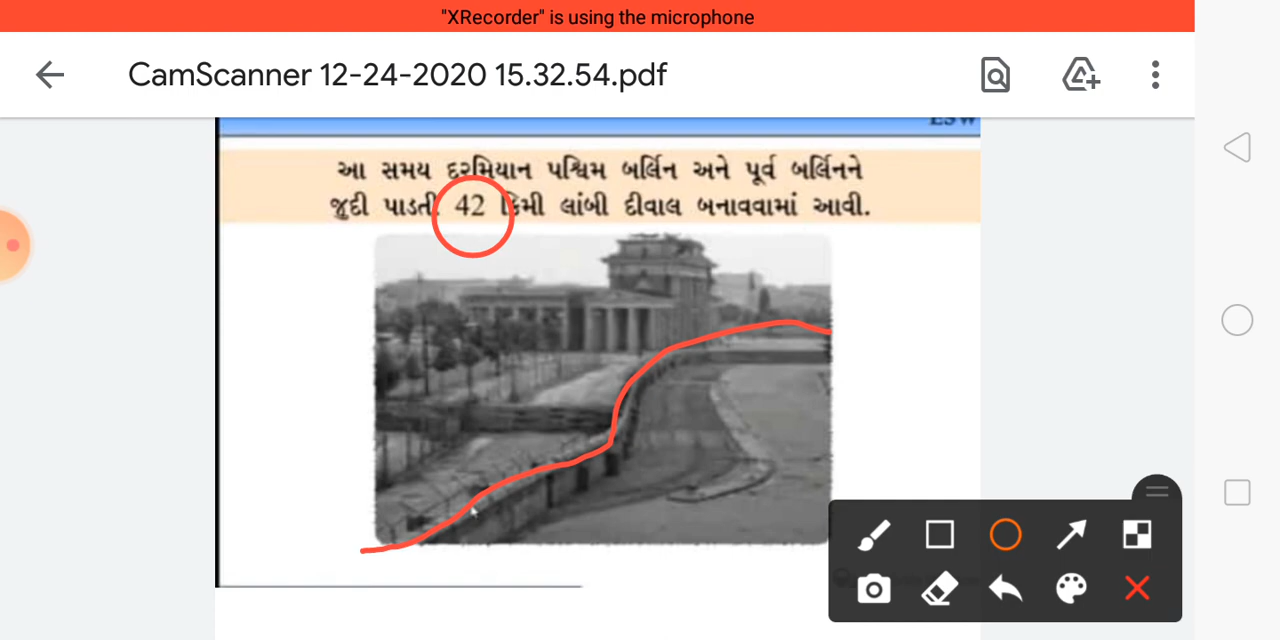 "XRecorder" is using the microphone
CamScanner 12-24-2020 15.32.54.pdf
ESW
આ સમય દરમિયાન પશ્ચિમ બર્લિન અને પૂર્વ બર્લિનને
જુદી પાડતી 42 કિમી લાંબી દીવાલ બનાવવામાં આવી.